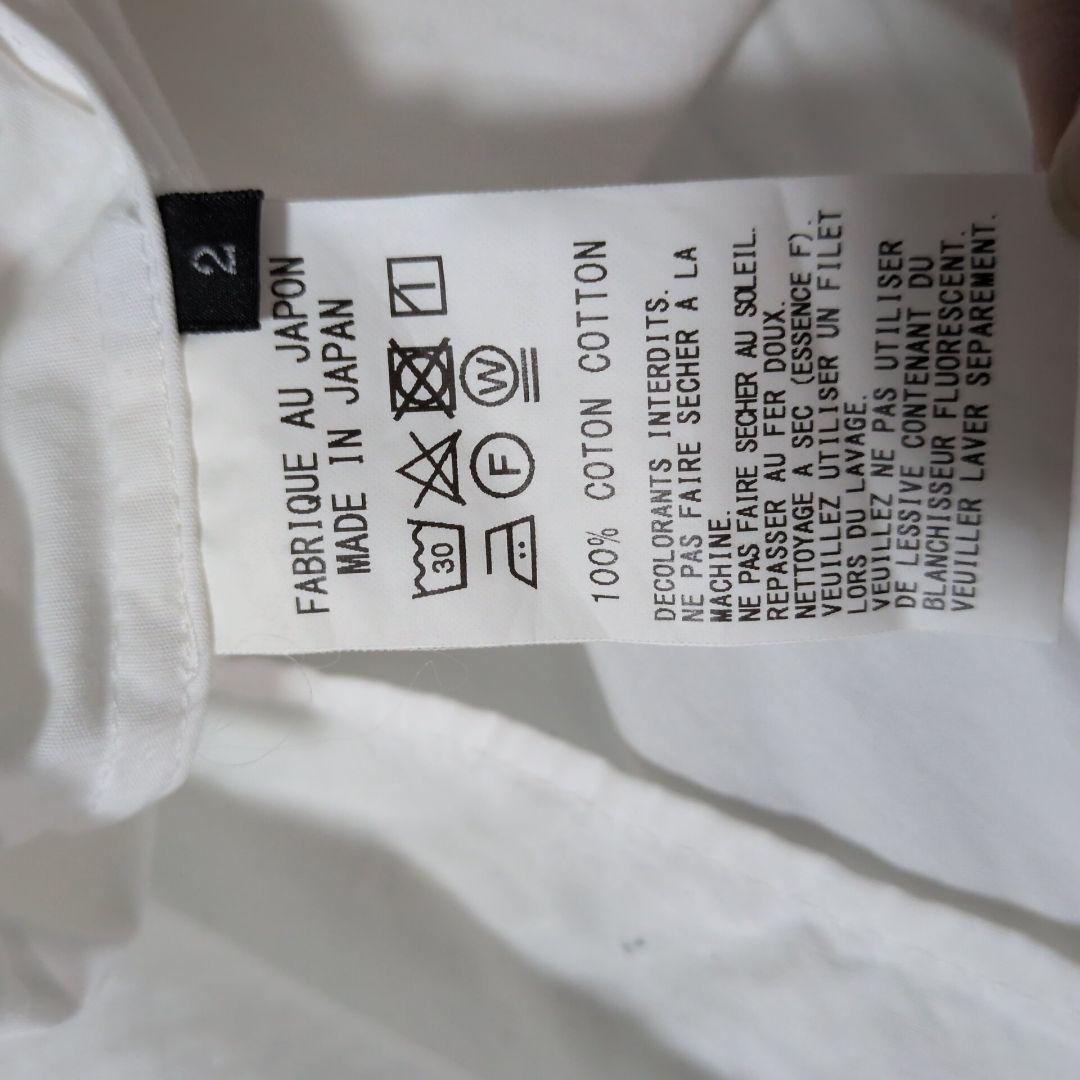 2
FABRIQUE AU JAPON
MADE IN JAPAN
30
F
W
100% COTON COTTON
DECOLORANTS INTERDITS.
NE PAS FAIRE SECHER A LA
MACHINE.
NE PAS FAIRE SECHER AU SOLEIL.
REPASSER AU FER DOUX.
NETTOYAGE A SEC (ESSENCE F).
VEUILLEZ UTILISER UN FILET
LORS DU LAVAGE.
VEUILLEZ NE PAS UTILISER
DE LESSIVE CONTENANT DU
BLANCHISSEUR FLUORESCENT.
VEUILLER LAVER SEPAREMENT.